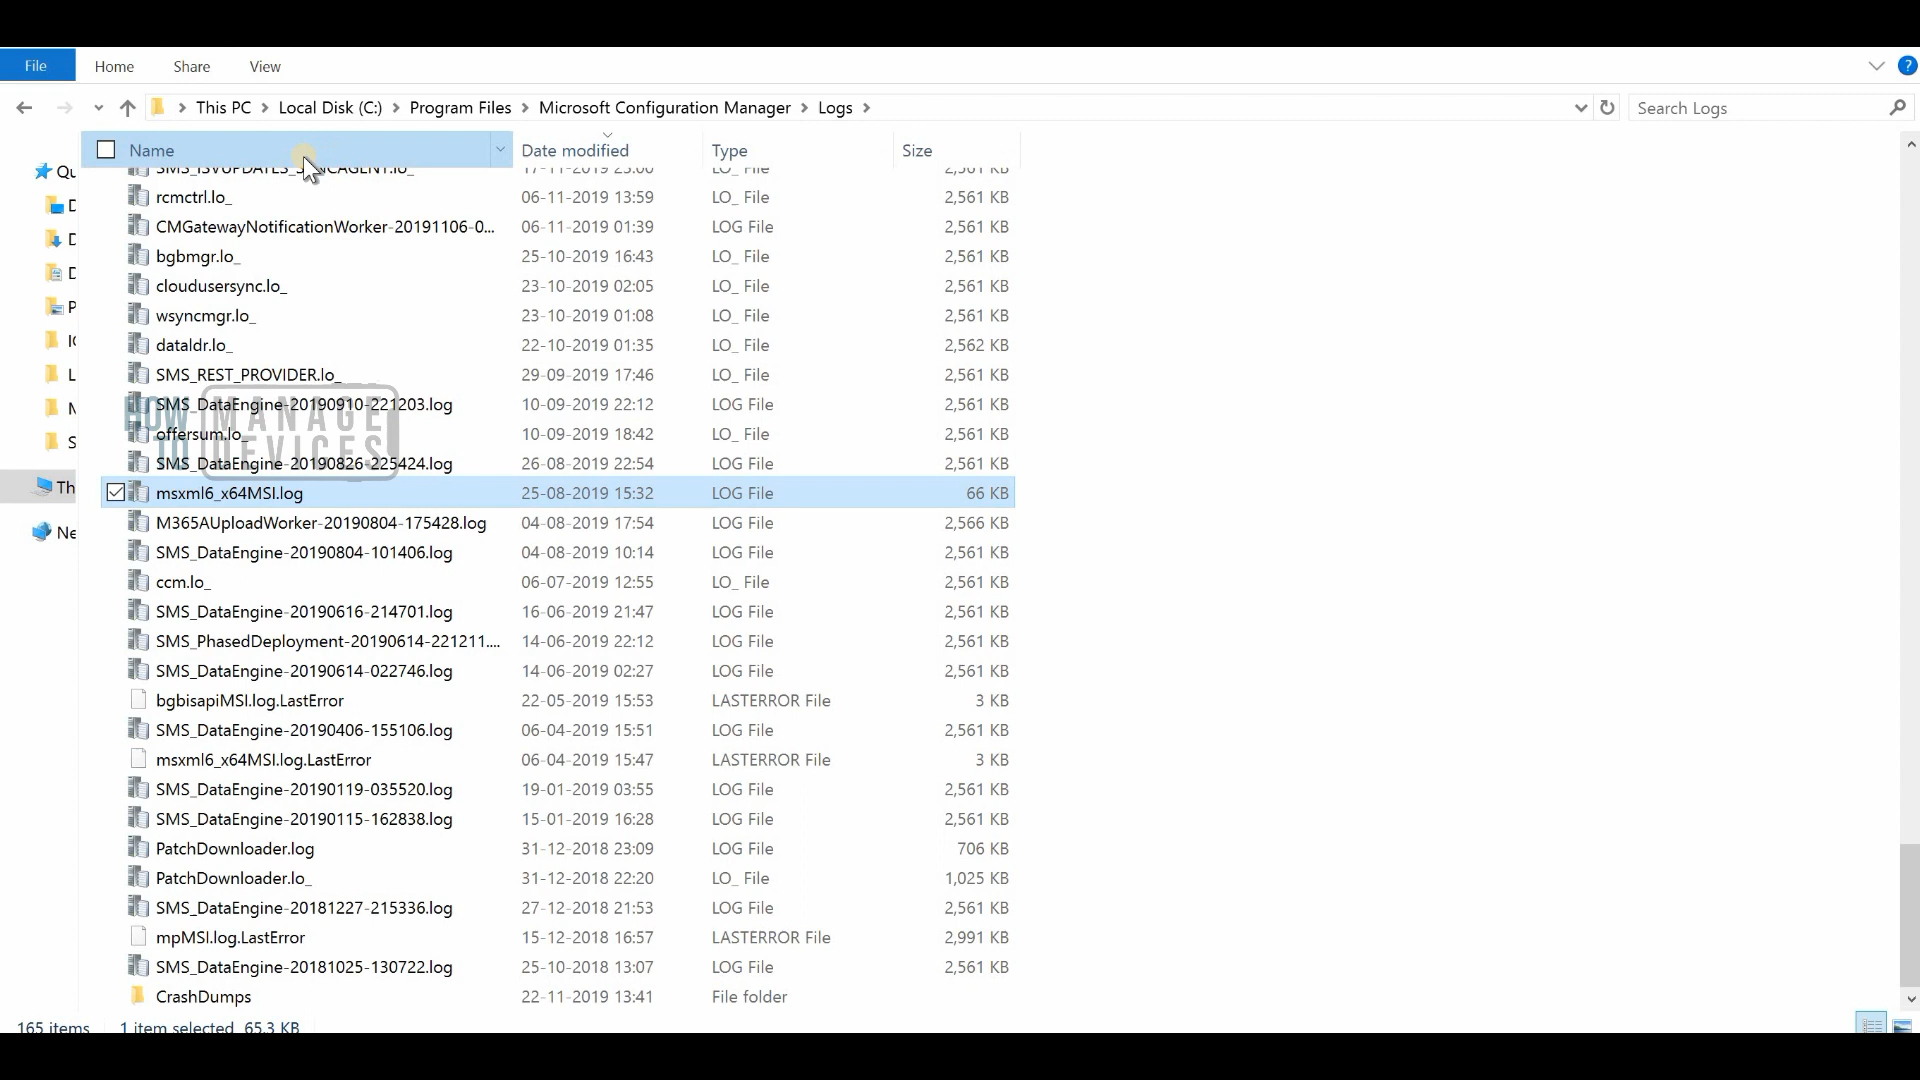 File Home Share View ?
This PC > Local Disk (C:) > Program Files > Microsoft Configuration Manager > Logs > Search Logs
Name Date modified Type Size
rcmctrl.lo_ 06-11-2019 13:59 LO_ File 2,561 KB
CMGatewayNotificationWorker-20191106-0... 06-11-2019 01:39 LOG File 2,561 KB
bgbmgr.lo_ 25-10-2019 16:43 LO_ File 2,561 KB
cloudusersync.lo_ 23-10-2019 02:05 LO_ File 2,561 KB
wsyncmgr.lo_ 23-10-2019 01:08 LO_ File 2,561 KB
dataldr.lo_ 22-10-2019 01:35 LO_ File 2,562 KB
SMS_REST_PROVIDER.lo_ 29-09-2019 17:46 LO_ File 2,561 KB
SMS_DataEngine-20190910-221203.log 10-09-2019 22:12 LOG File 2,561 KB
offersum.lo_ 10-09-2019 18:42 LO_ File 2,561 KB
SMS_DataEngine-20190826-225424.log 26-08-2019 22:54 LOG File 2,561 KB
HOW TO MANAGE DEVICES
msxml6_x64MSI.log 25-08-2019 15:32 LOG File 66 KB
M365AUploadWorker-20190804-175428.log 04-08-2019 17:54 LOG File 2,566 KB
SMS_DataEngine-20190804-101406.log 04-08-2019 10:14 LOG File 2,561 KB
ccm.lo_ 06-07-2019 12:55 LO_ File 2,561 KB
SMS_DataEngine-20190616-214701.log 16-06-2019 21:47 LOG File 2,561 KB
SMS_PhasedDeployment-20190614-221211.... 14-06-2019 22:12 LOG File 2,561 KB
SMS_DataEngine-20190614-022746.log 14-06-2019 02:27 LOG File 2,561 KB
bgbisapiMSI.log.LastError 22-05-2019 15:53 LASTERROR File 3 KB
SMS_DataEngine-20190406-155106.log 06-04-2019 15:51 LOG File 2,561 KB
msxml6_x64MSI.log.LastError 06-04-2019 15:47 LASTERROR File 3 KB
SMS_DataEngine-20190119-035520.log 19-01-2019 03:55 LOG File 2,561 KB
SMS_DataEngine-20190115-162838.log 15-01-2019 16:28 LOG File 2,561 KB
PatchDownloader.log 31-12-2018 23:09 LOG File 706 KB
PatchDownloader.lo_ 31-12-2018 22:20 LO_ File 1,025 KB
SMS_DataEngine-20181227-215336.log 27-12-2018 21:53 LOG File 2,561 KB
mpMSI.log.LastError 15-12-2018 16:57 LASTERROR File 2,991 KB
SMS_DataEngine-20181025-130722.log 25-10-2018 13:07 LOG File 2,561 KB
CrashDumps 22-11-2019 13:41 File folder
165 items 1 item selected 65.3 KB